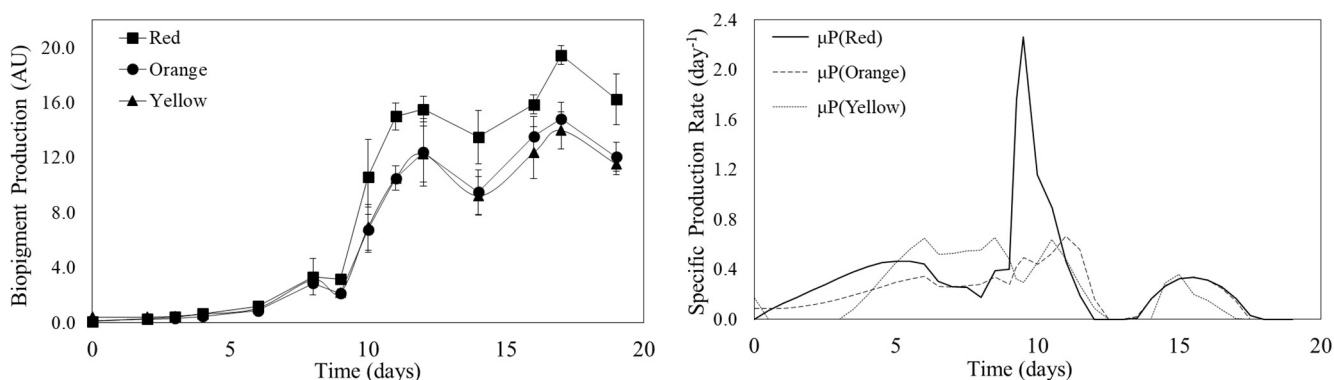 Biopigment Production (AU)
20.0
16.0
12.0
8.0
4.0
0.0
Red
Orange
Yellow
0 5 10 15 20
Time (days)
Specific Production Rate (day⁻¹)
2.4
2.0
1.6
1.2
0.8
0.4
0.0
μP(Red)
μP(Orange)
μP(Yellow)
0 5 10 15 20
Time (days)